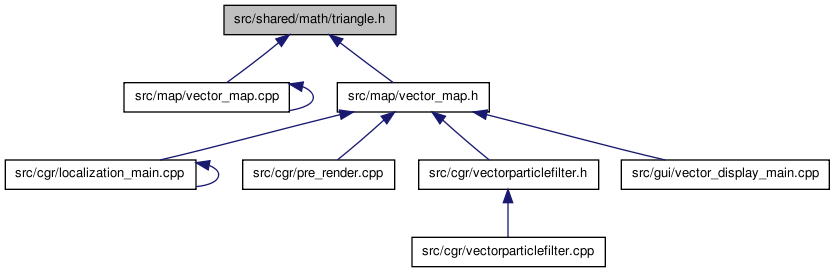 src/shared/math/triangle.h
src/map/vector_map.cpp
src/map/vector_map.h
src/cgr/localization_main.cpp
src/cgr/pre_render.cpp
src/cgr/vectorparticlefilter.h
src/gui/vector_display_main.cpp
src/cgr/vectorparticlefilter.cpp